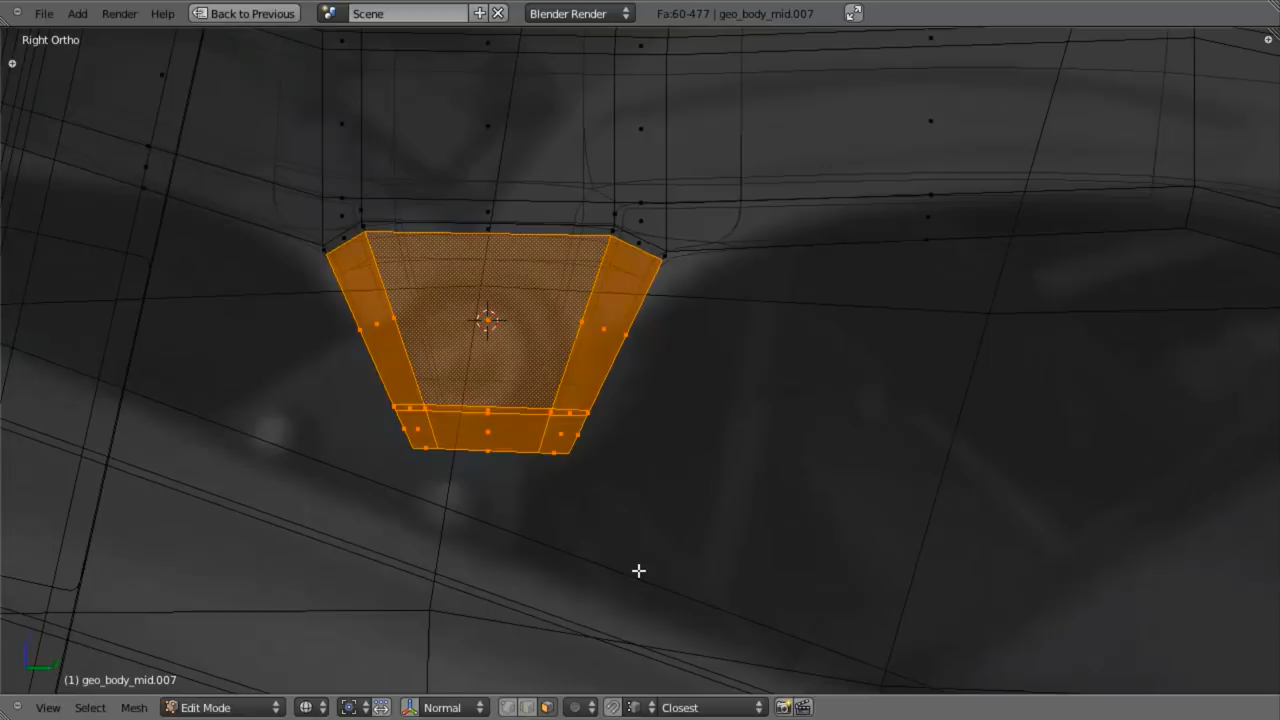 File Add Render Help Back to Previous Scene Blender Render Fa:60-477 | geo_body_mid.007
Right Ortho
(1) geo_body_mid.007
View Select Mesh Edit Mode Normal Closest